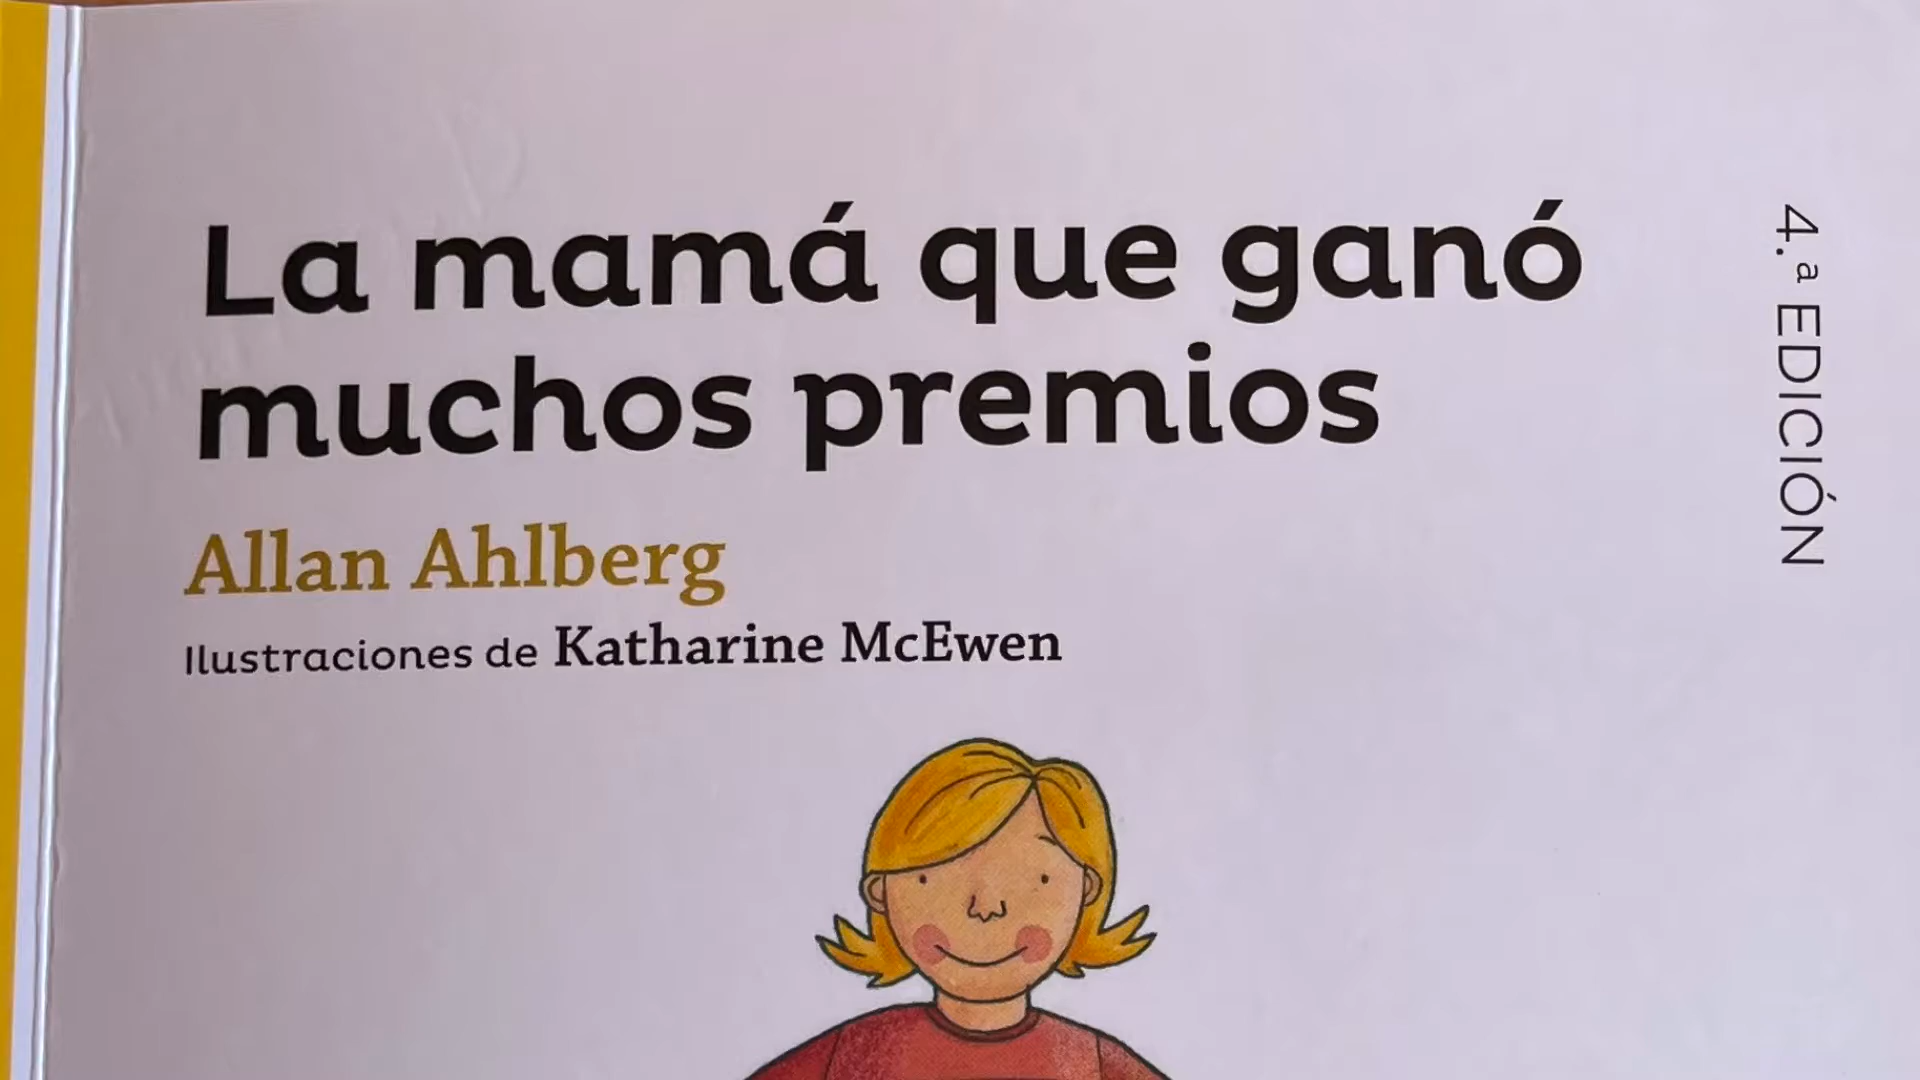 La mamá que ganó
muchos premios
Allan Ahlberg
Ilustraciones de Katharine McEwen
4.ª EDICIÓN